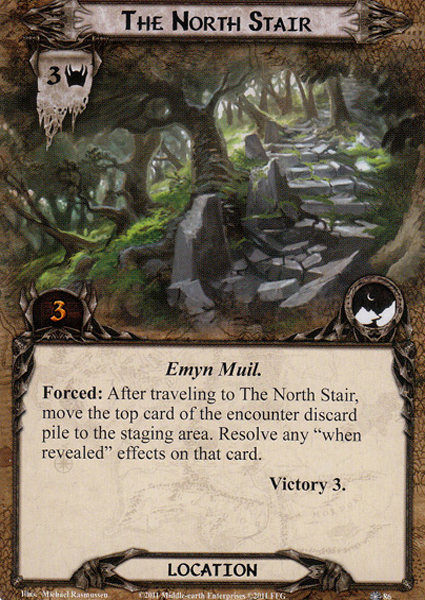 THE NORTH STAIR
3
3
Emyn Muil.
Forced: After traveling to The North Stair,
move the top card of the encounter discard
pile to the staging area. Resolve any “when
revealed” effects on that card.
Victory 3.
LOCATION
Illus. Michael Rasmussen ©2011 Middle-earth Enterprises ©2011 FFG 86